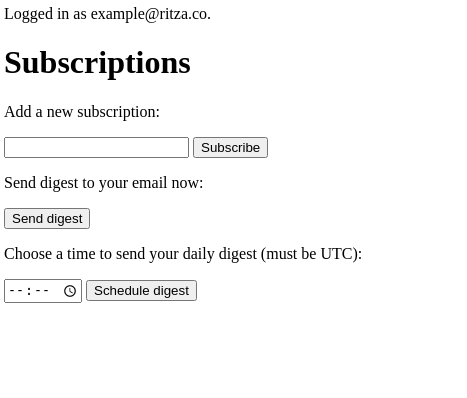 Logged in as example@ritza.co.
Subscriptions
Add a new subscription:
Subscribe
Send digest to your email now:
Send digest
Choose a time to send your daily digest (must be UTC):
--:-- Schedule digest